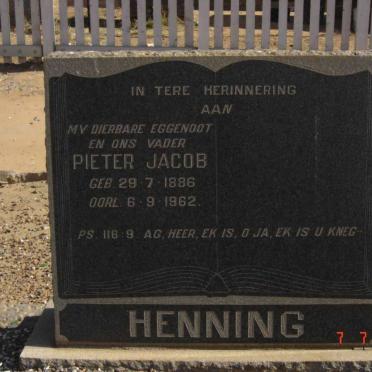 IN TERE HERINNERING
AAN
MY DIERBARE EGGENOOT
EN ONS VADER
PIETER JACOB
GEB. 29-7-1886
OORL. 6-9-1962.
PS. 116-9. AG, HEER, EK IS, O JA, EK IS U KNEG-
HENNING
7 7